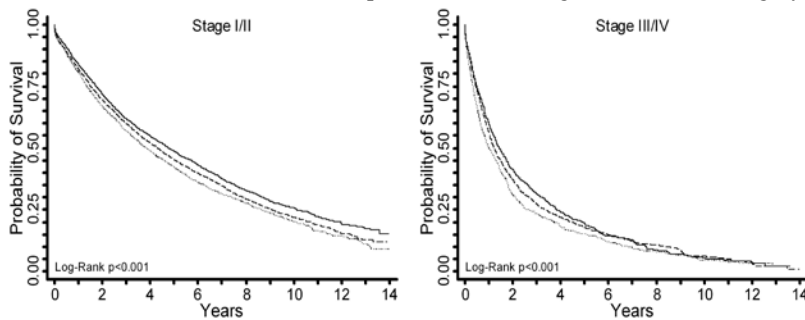 Stage I/II
Probability of Survival
1.00
0.75
0.50
0.25
0.00
Log-Rank p<0.001
0 2 4 6 8 10 12 14
Years
Stage III/IV
Probability of Survival
1.00
0.75
0.50
0.25
0.00
Log-Rank p<0.001
0 2 4 6 8 10 12 14
Years